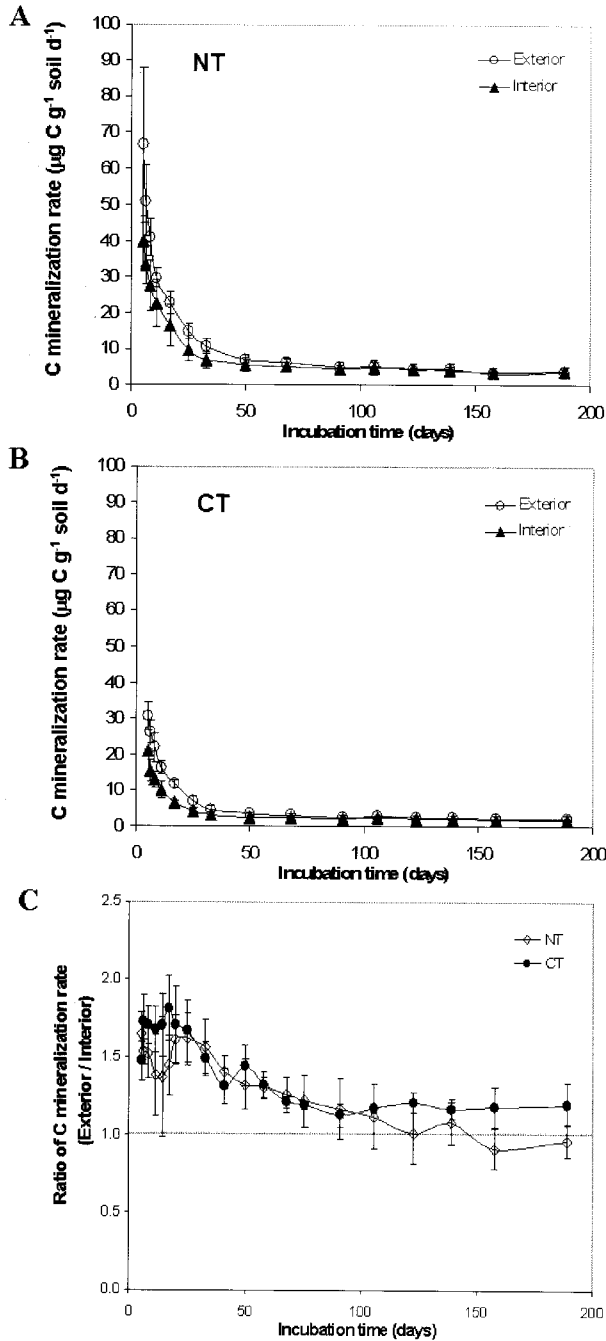 A
NT
Exterior
Interior
C mineralization rate (µg C g⁻¹ soil d⁻¹)
100
90
80
70
60
50
40
30
20
10
0
0 50 100 150 200
Incubation time (days)
B
CT
Exterior
Interior
C mineralization rate (µg C g⁻¹ soil d⁻¹)
100
90
80
70
60
50
40
30
20
10
0
0 50 100 150 200
Incubation time (days)
C
NT
CT
Ratio of C mineralization rate
(Exterior / Interior)
2.5
2.0
1.5
1.0
0.5
0.0
0 50 100 150 200
Incubation time (days)